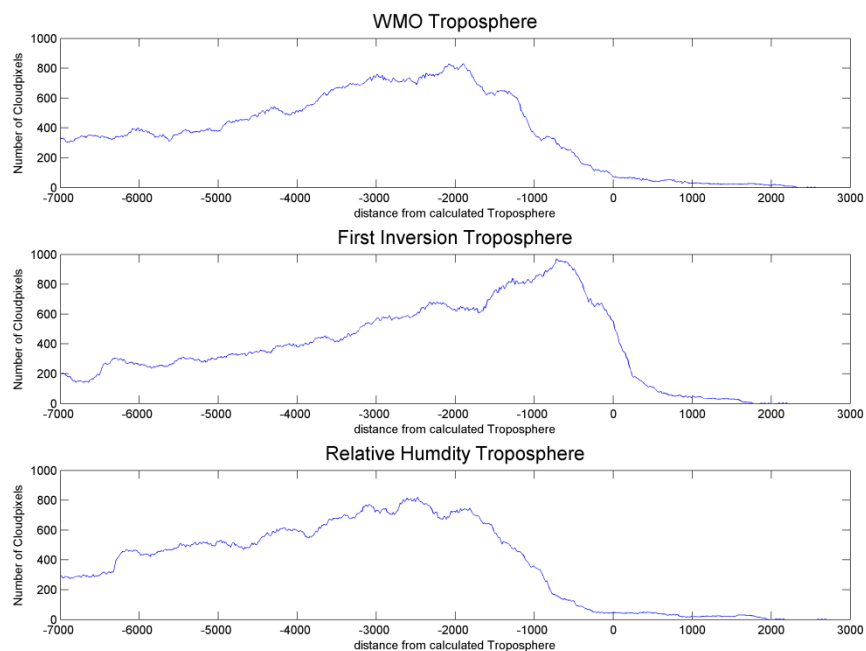 WMO Troposphere
1000
800
600
400
200
0
Number of Cloudpixels
-7000 -6000 -5000 -4000 -3000 -2000 -1000 0 1000 2000 3000
distance from calculated Troposphere
First Inversion Troposphere
1000
800
600
400
200
0
Number of Cloudpixels
-7000 -6000 -5000 -4000 -3000 -2000 -1000 0 1000 2000 3000
distance from calculated Troposphere
Relative Humdity Troposphere
1000
800
600
400
200
0
Number of Cloudpixels
-7000 -6000 -5000 -4000 -3000 -2000 -1000 0 1000 2000 3000
distance from calculated Troposphere